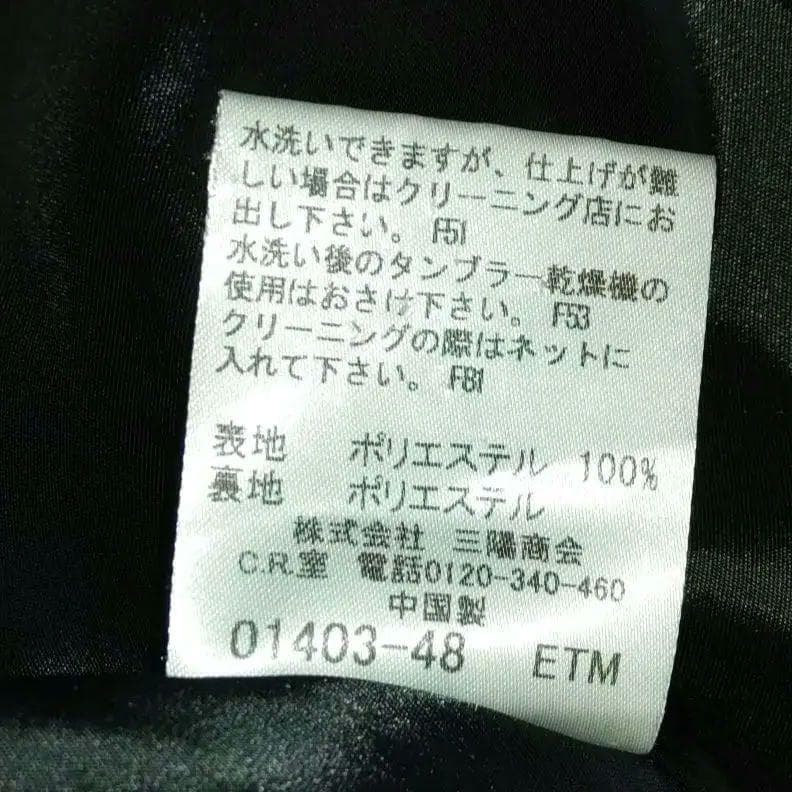 水洗いできますが、仕上げが難
しい場合はクリーニング店にお
出し下さい。 F51
水洗い後のタンブラー乾燥機の
使用はおさけ下さい。 F53
クリーニングの際はネットに
入れて下さい。 F81
表地 ポリエステル 100%
裏地 ポリエステル
株式会社 三陽商会
C.R.室 電話0120-340-460
中国製
01403-48 ETM